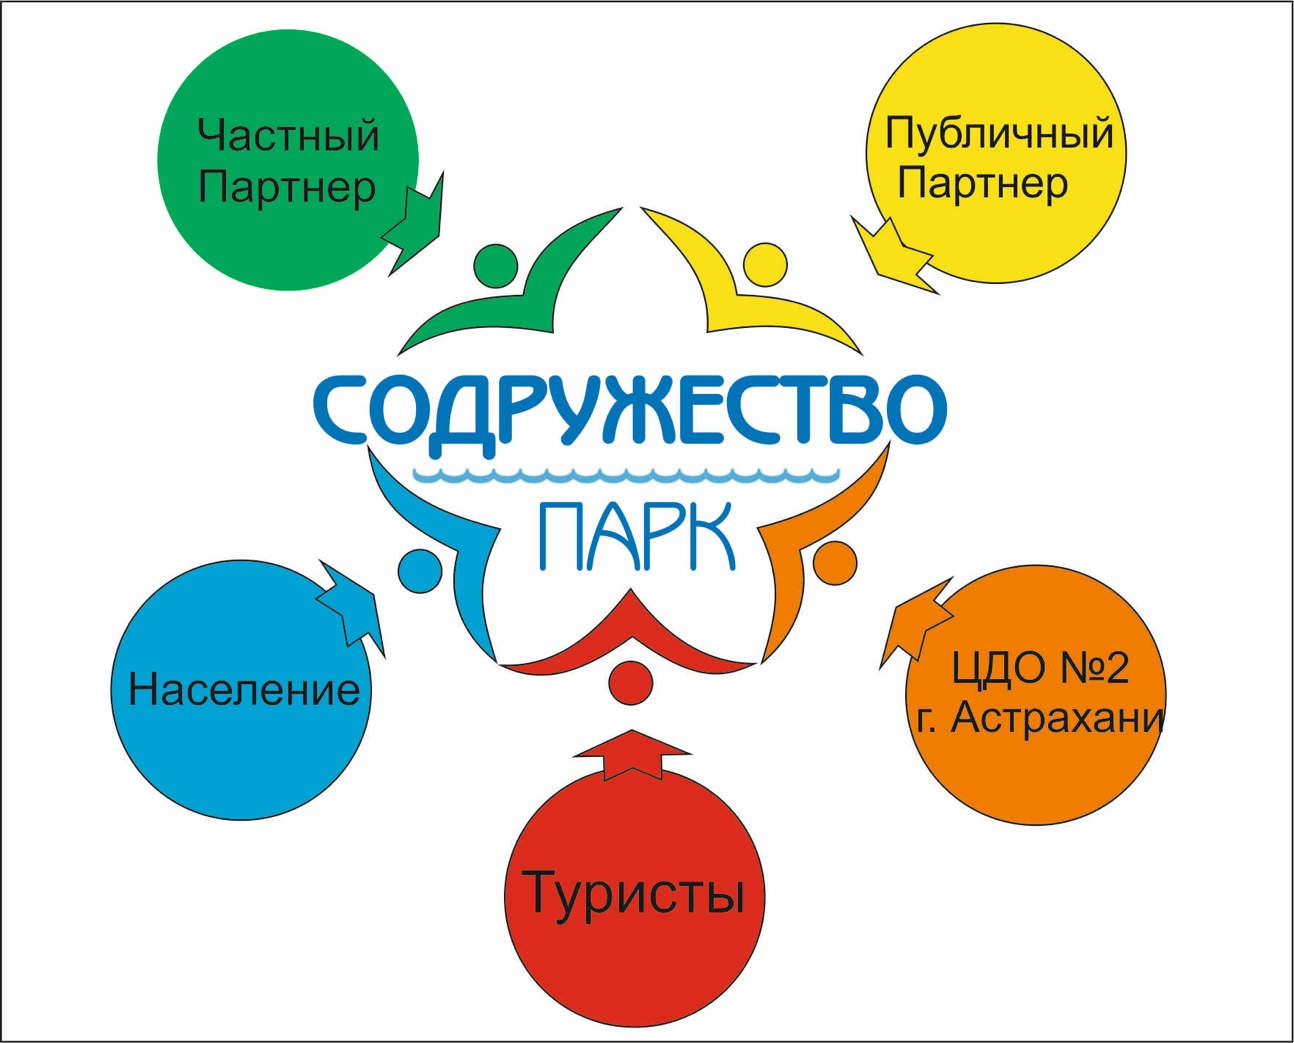 Частный
Партнер
Публичный
Партнер
СОДРУЖЕСТВО
ПАРК
Население
ЦДО №2
г. Астрахани
Туристы